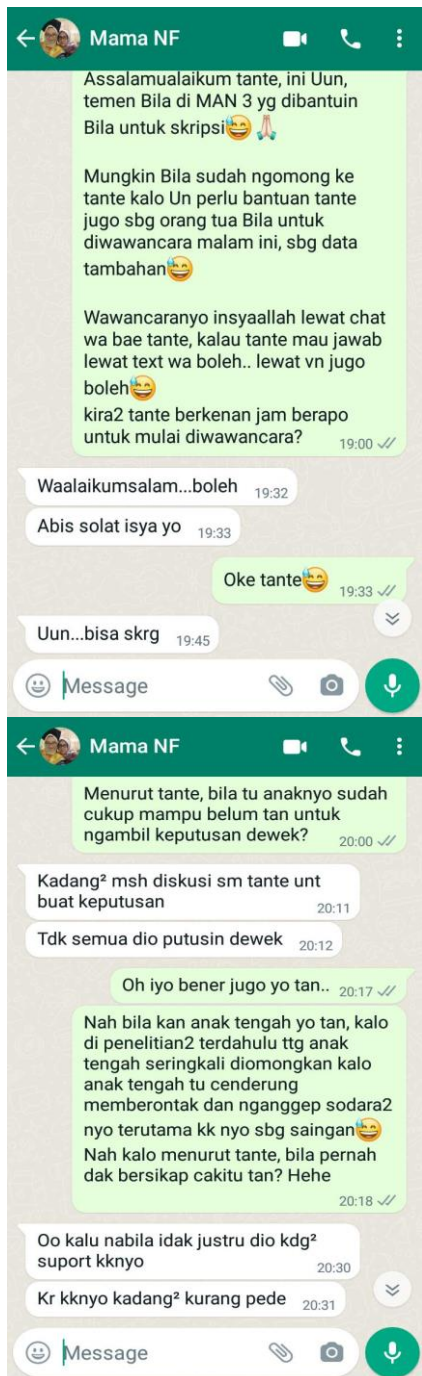 Mama NF
Assalamualaikum tante, ini Uun,
temen Bila di MAN 3 yg dibantuin
Bila untuk skripsi😅🙏🏻
Mungkin Bila sudah ngomong ke
tante kalo Un perlu bantuan tante
jugo sbg orang tua Bila untuk
diwawancara malam ini, sbg data
tambahan😅
Wawancaranyo insyaallah lewat chat
wa bae tante, kalau tante mau jawab
lewat text wa boleh.. lewat vn jugo
boleh😅
kira2 tante berkenan jam berapo
untuk mulai diwawancara?
19:00
Waalaikumsalam...boleh 19:32
Abis solat isya yo 19:33
Oke tante😅 19:33
Uun...bisa skrg 19:45
Message
Mama NF
Menurut tante, bila tu anaknyo sudah
cukup mampu belum tan untuk
ngambil keputusan dewek?
20:00
Kadang² msh diskusi sm tante unt
buat keputusan
20:11
Tdk semua dio putusin dewek 20:12
Oh iyo bener jugo yo tan.. 20:17
Nah bila kan anak tengah yo tan, kalo
di penelitian2 terdahulu ttg anak
tengah seringkali diomongkan kalo
anak tengah tu cenderung
memberontak dan nganggep sodara2
nyo terutama kk nyo sbg saingan😅
Nah kalo menurut tante, bila pernah
dak bersikap cakitu tan? Hehe
20:18
Oo kalu nabila idak justru dio kdg²
suport kknyo
20:30
Kr kknyo kadang² kurang pede 20:31
Message